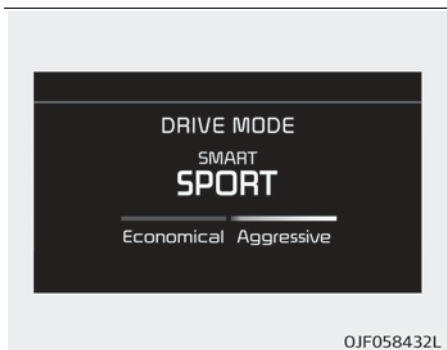 DRIVE MODE
SMART
SPORT
Economical Aggressive
OJF058432L